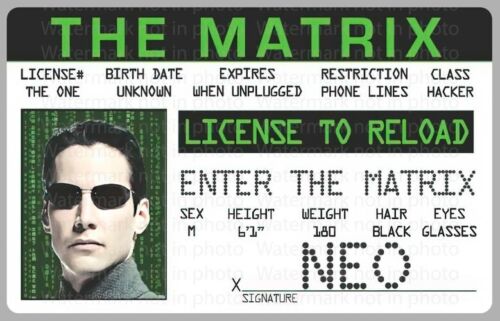 THE MATRIX
LICENSE# BIRTH DATE EXPIRES RESTRICTION CLASS
THE ONE UNKNOWN WHEN UNPLUGGED PHONE LINES HACKER
LICENSE TO RELOAD
ENTER THE MATRIX
SEX HEIGHT WEIGHT HAIR EYES
M 6'1" 180 BLACK GLASSES
NEO
X
SIGNATURE
Watermark not in photo